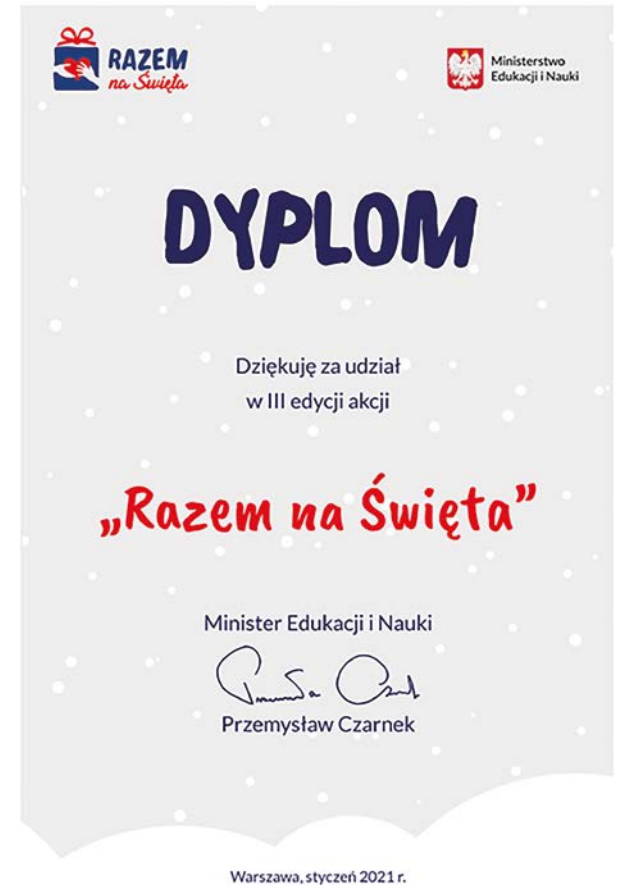 RAZEM
na Święta
Ministerstwo
Edukacji i Nauki
DYPLOM
Dziękuję za udział
w III edycji akcji
„Razem na Święta”
Minister Edukacji i Nauki
Przemysław Czarnek
Warszawa, styczeń 2021 r.